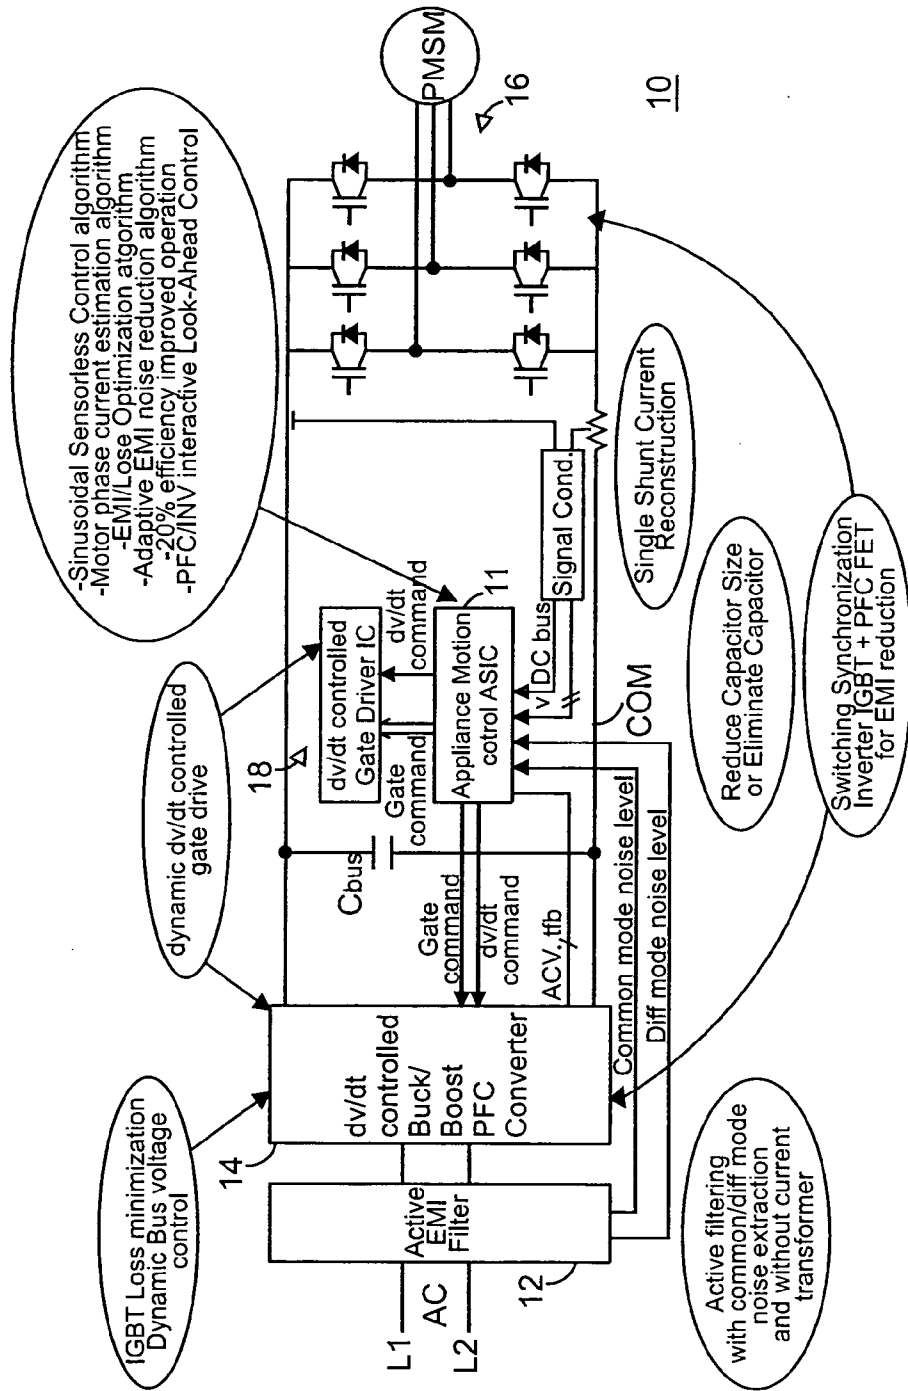 -Sinusoidal Sensorless Control algorithm
-Motor phase current estimation algorithm
-EMI/Lose Optimization atgorithm
-Adaptive EMI noise reduction algorithm
-20% efficiency improved operation
-PFC/INV interactive Look-Ahead Control
dynamic dv/dt controlled
gate drive
IGBT Loss minimization
Dynamic Bus voltage
control
18
dv/dt controlled
Gate Driver IC
dv/dt
command
Gate
command
11
Appliance Motion
cotrol ASIC
PMSM
16
10
Cbus
14
dv/dt
controlled
Buck/
Boost
PFC
Converter
Gate
command
dv/dt
command
ACV.,tfb
v DC bus
Signal Cond.
COM
Active
EMI
Filter
12
L1
AC
L2
Common mode noise level
Diff mode noise level
Single Shunt Current
Reconstruction
Reduce Capacitor Size
or Eliminate Capacitor
Switching Synchronization
Inverter IGBT + PFC FET
for EMI reduction
Active filtering
with common/diff mode
noise extraction
and without current
transformer